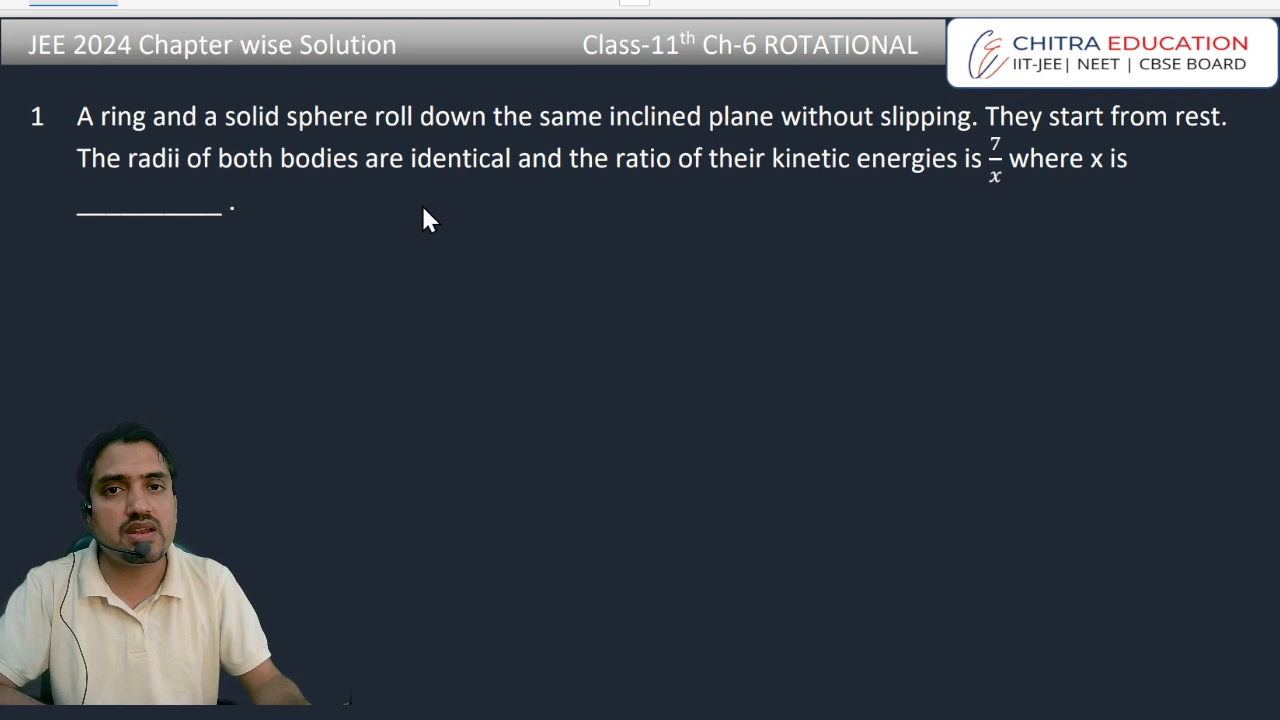 JEE 2024 Chapter wise Solution
Class-11th Ch-6 ROTATIONAL
CHITRA EDUCATION
IIT-JEE| NEET | CBSE BOARD
1 A ring and a solid sphere roll down the same inclined plane without slipping. They start from rest.
The radii of both bodies are identical and the ratio of their kinetic energies is 7/x where x is
__________ .